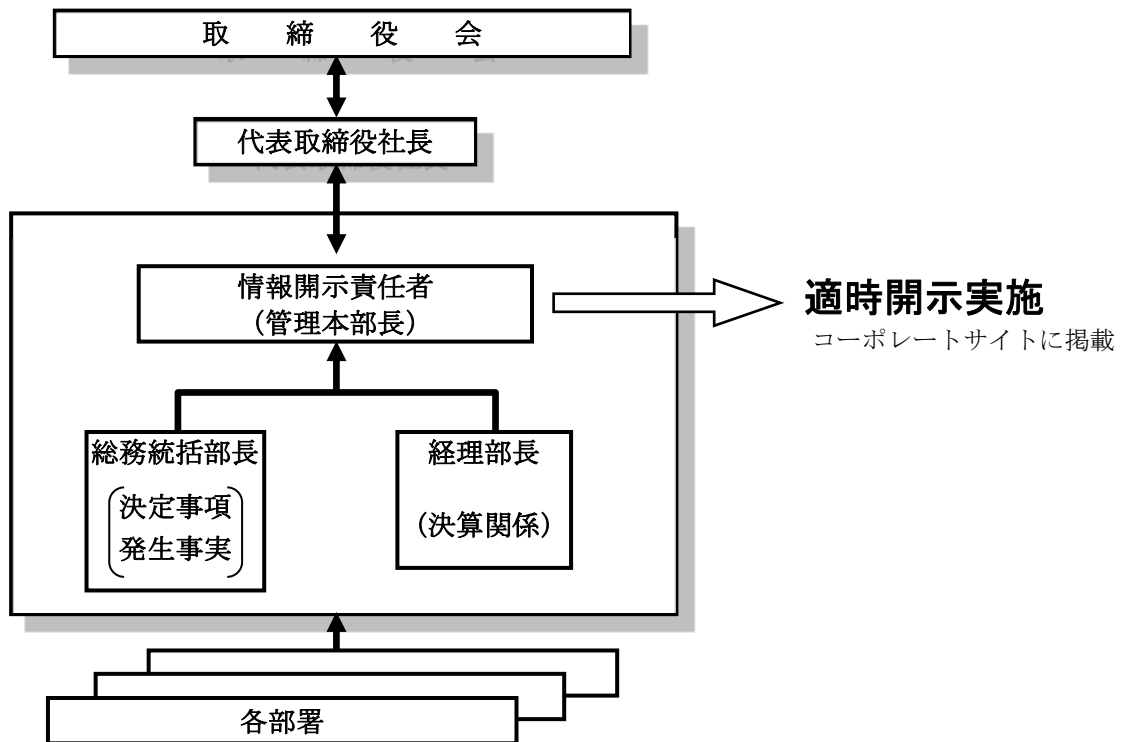 取　締　役　会
代表取締役社長
情報開示責任者
（管理本部長）
適時開示実施
コーポレートサイトに掲載
総務統括部長
決定事項
発生事実
経理部長
（決算関係）
各部署